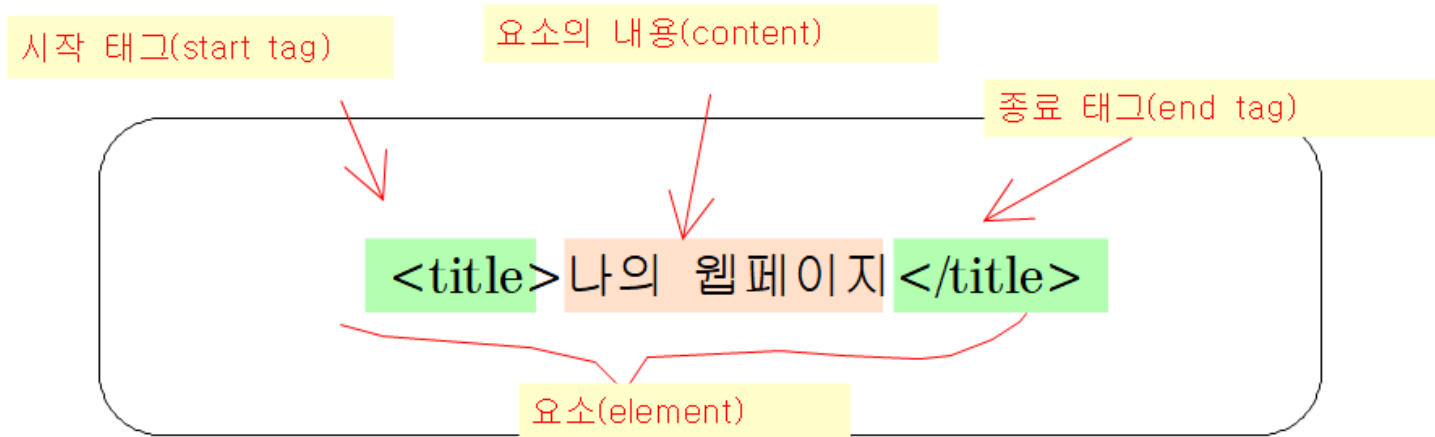 시작 태그(start tag)
요소의 내용(content)
종료 태그(end tag)
<title>나의 웹페이지</title>
요소(element)